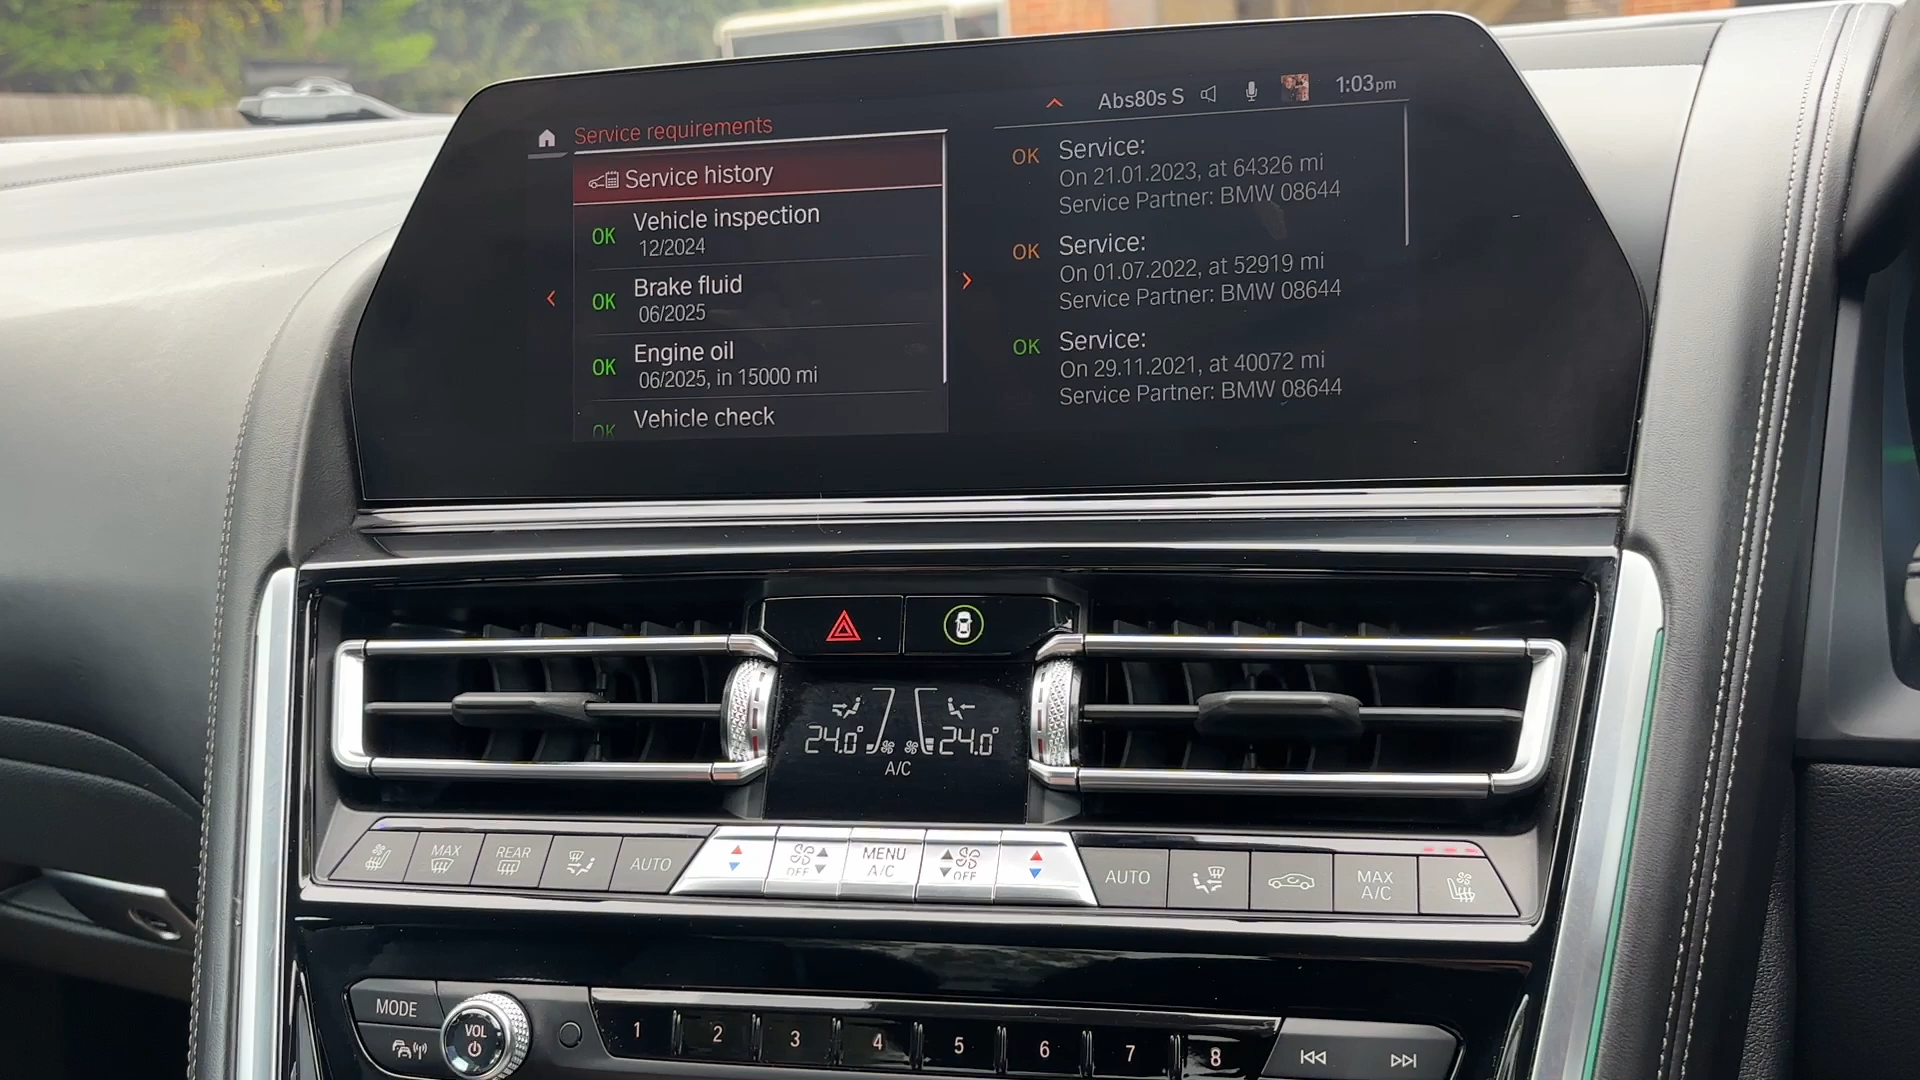 Abs80s S 1:03pm
Service requirements
Service history
OK Vehicle inspection
12/2024
OK Brake fluid
06/2025
OK Engine oil
06/2025, in 15000 mi
OK Vehicle check
OK Service:
On 21.01.2023, at 64326 mi
Service Partner: BMW 08644
OK Service:
On 01.07.2022, at 52919 mi
Service Partner: BMW 08644
OK Service:
On 29.11.2021, at 40072 mi
Service Partner: BMW 08644
24.0° 24.0°
A/C
MAX
REAR
AUTO
OFF
MENU
A/C
OFF
AUTO
MAX
A/C
MODE
VOL
1 2 3 4 5 6 7 8